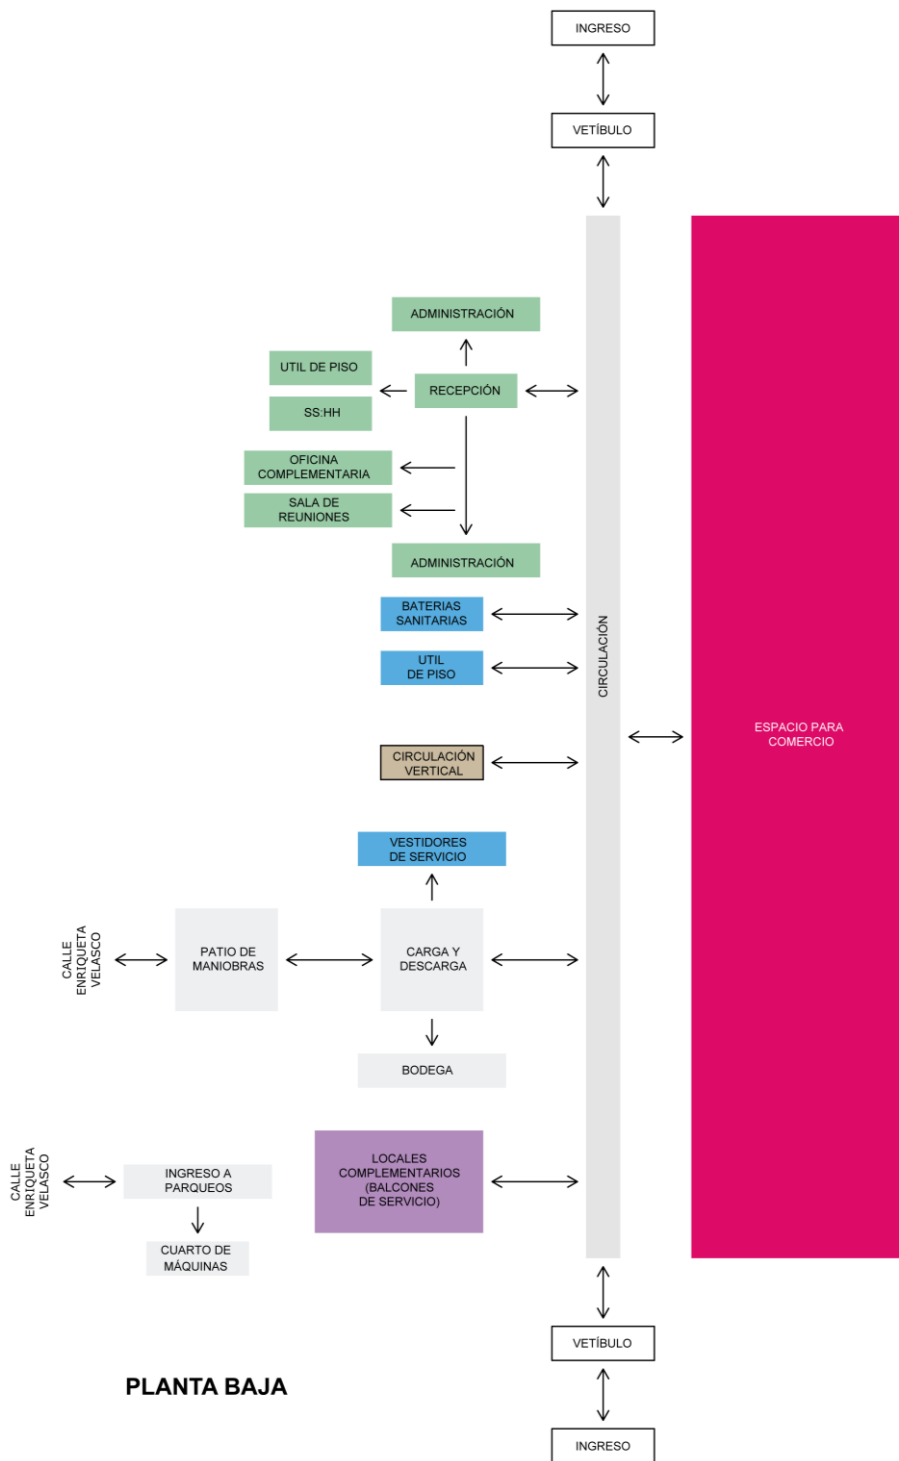 INGRESO
VETÍBULO
ADMINISTRACIÓN
UTIL DE PISO
RECEPCIÓN
SS:HH
OFICINA
COMPLEMENTARIA
SALA DE
REUNIONES
ADMINISTRACIÓN
BATERIAS
SANITARIAS
UTIL
DE PISO
CIRCULACIÓN
ESPACIO PARA
COMERCIO
CIRCULACIÓN
VERTICAL
VESTIDORES
DE SERVICIO
CALLE
ENRIQUETA
VELASCO
PATIO DE
MANIOBRAS
CARGA Y
DESCARGA
BODEGA
CALLE
ENRIQUETA
VELASCO
INGRESO A
PARQUEOS
LOCALES
COMPLEMENTARIOS
(BALCONES
DE SERVICIO)
CUARTO DE
MÁQUINAS
VETÍBULO
PLANTA BAJA
INGRESO